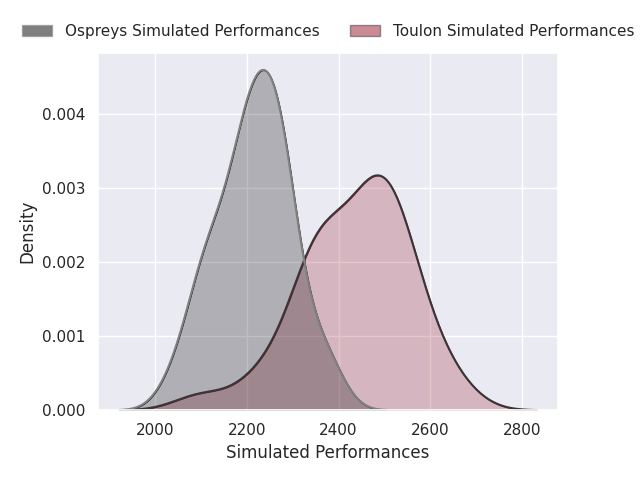 Ospreys Simulated Performances Toulon Simulated Performances
0.004
0.003
0.002
0.001
0.000
Density
2000 2200 2400 2600 2800
Simulated Performances